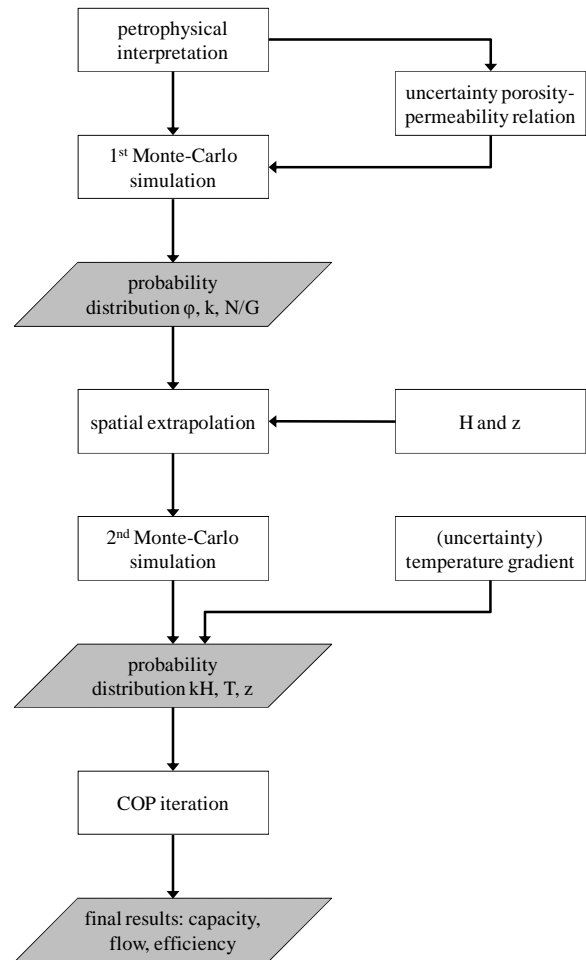 petrophysical
interpretation
uncertainty porosity-
permeability relation
1st Monte-Carlo
simulation
probability
distribution φ, k, N/G
spatial extrapolation
H and z
2nd Monte-Carlo
simulation
(uncertainty)
temperature gradient
probability
distribution kH, T, z
COP iteration
final results: capacity,
flow, efficiency